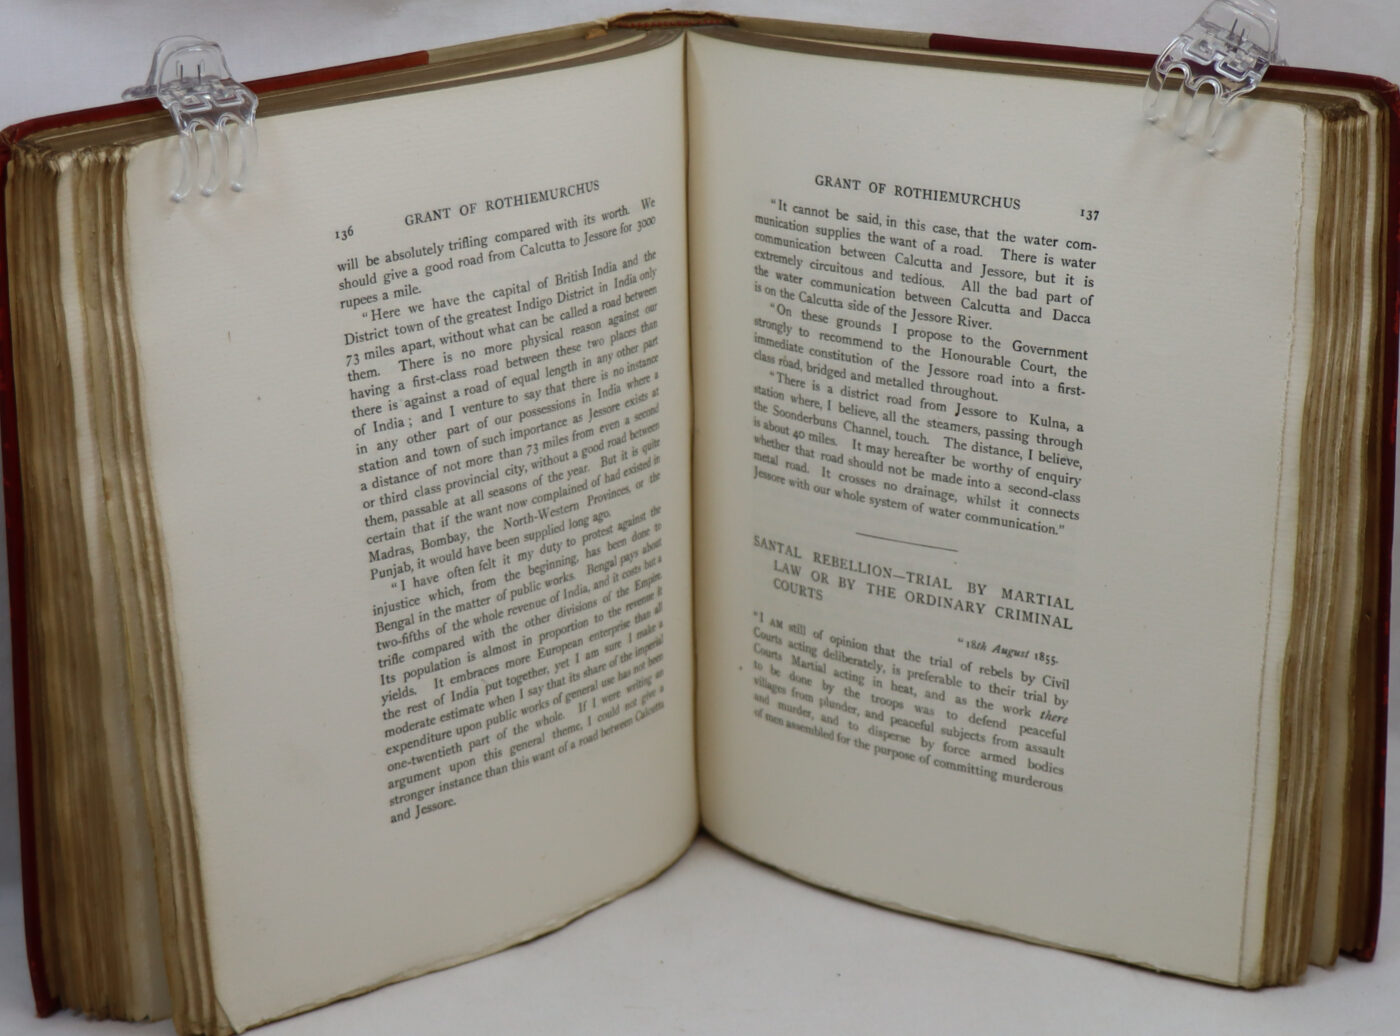 136
GRANT OF ROTHIEMURCHUS
will be absolutely trifling compared with its worth. We
should give a good road from Calcutta to Jessore for 3000
rupees a mile.
"Here we have the capital of British India and the
District town of the greatest Indigo District in India only
73 miles apart, without what can be called a road between
them. There is no more physical reason against our
having a first-class road between these two places than
there is against a road of equal length in any other part
of India; and I venture to say that there is no instance
in any other part of our possessions in India where a
station and town of such importance as Jessore exists at
a distance of not more than 73 miles from even a second
or third class provincial city, without a good road between
them, passable at all seasons of the year. But it is quite
certain that if the want now complained of had existed in
Madras, Bombay, the North-Western Provinces, or the
Punjab, it would have been supplied long ago.
"I have often felt it my duty to protest against the
injustice which, from the beginning, has been done to
Bengal in the matter of public works. Bengal pays about
two-fifths of the whole revenue of India, and it costs but a
trifle compared with the other divisions of the Empire.
Its population is almost in proportion to the revenue it
yields. It embraces more European enterprise than all
the rest of India put together, yet I am sure I make a
moderate estimate when I say that its share of the imperial
expenditure upon public works of general use has not been
one-twentieth part of the whole. If I were writing an
argument upon this general theme, I could not give a
stronger instance than this want of a road between Calcutta
and Jessore.
GRANT OF ROTHIEMURCHUS
137
"It cannot be said, in this case, that the water com-
munication supplies the want of a road. There is water
communication between Calcutta and Jessore, but it is
extremely circuitous and tedious. All the bad part of
the water communication between Calcutta and Dacca
is on the Calcutta side of the Jessore River.
"On these grounds I propose to the Government
strongly to recommend to the Honourable Court, the
immediate constitution of the Jessore road into a first-
class road, bridged and metalled throughout.
"There is a district road from Jessore to Kulna, a
station where, I believe, all the steamers, passing through
the Soonderbuns Channel, touch. The distance, I believe,
is about 40 miles. It may hereafter be worthy of enquiry
whether that road should not be made into a second-class
metal road. It crosses no drainage, whilst it connects
Jessore with our whole system of water communication."
SANTAL REBELLION—TRIAL BY MARTIAL
LAW OR BY THE ORDINARY CRIMINAL
COURTS
"18th August 1855.
"I AM still of opinion that the trial of rebels by Civil
Courts acting deliberately, is preferable to their trial by
Courts Martial acting in heat, and as the work there
to be done by the troops was to defend peaceful
villages from plunder, and peaceful subjects from assault
and murder, and to disperse by force armed bodies
of men assembled for the purpose of committing murderous